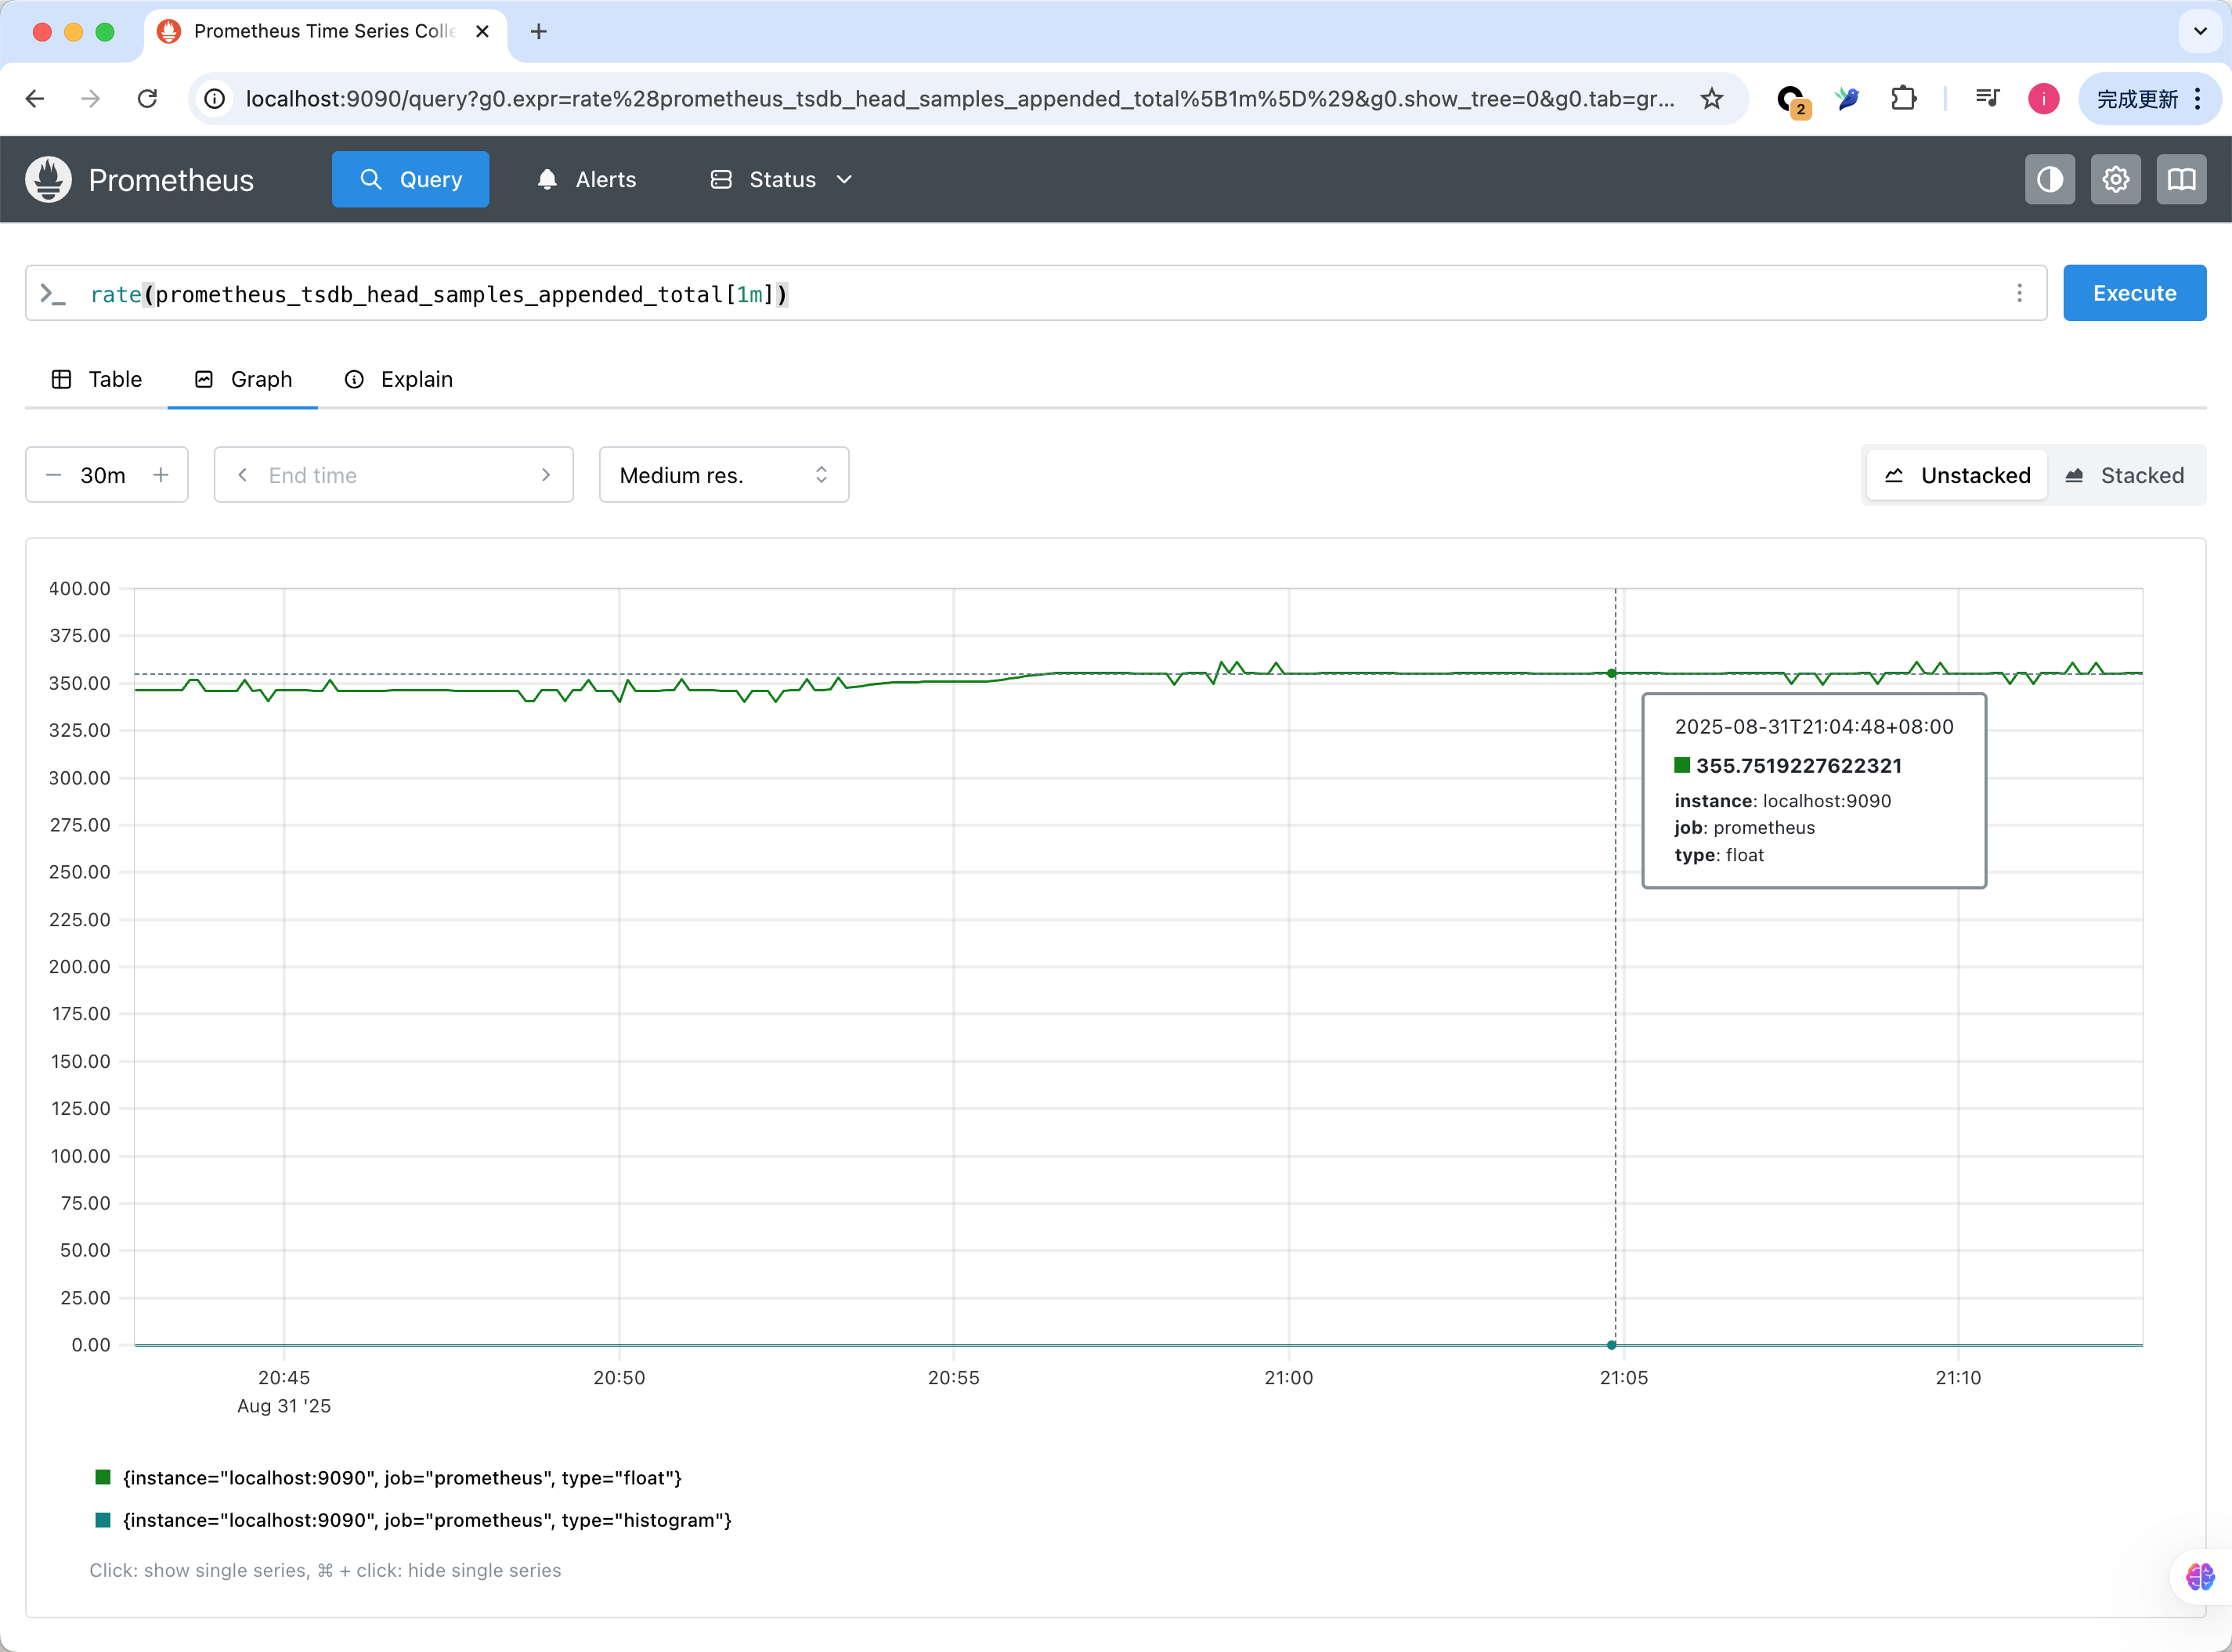 Prometheus Time Series Colle
localhost:9090/query?g0.expr=rate%28prometheus_tsdb_head_samples_appended_total%5B1m%5D%29&g0.show_tree=0&g0.tab=gr...
2
i
完成更新
Prometheus
Query
Alerts
Status
rate(prometheus_tsdb_head_samples_appended_total[1m])
Execute
Table
Graph
Explain
30m
End time
Medium res.
Unstacked
Stacked
400.00
375.00
350.00
325.00
300.00
275.00
250.00
225.00
200.00
175.00
150.00
125.00
100.00
75.00
50.00
25.00
0.00
2025-08-31T21:04:48+08:00
355.7519227622321
instance: localhost:9090
job: prometheus
type: float
20:45
Aug 31 '25
20:50
20:55
21:00
21:05
21:10
{instance="localhost:9090", job="prometheus", type="float"}
{instance="localhost:9090", job="prometheus", type="histogram"}
Click: show single series, ⌘ + click: hide single series